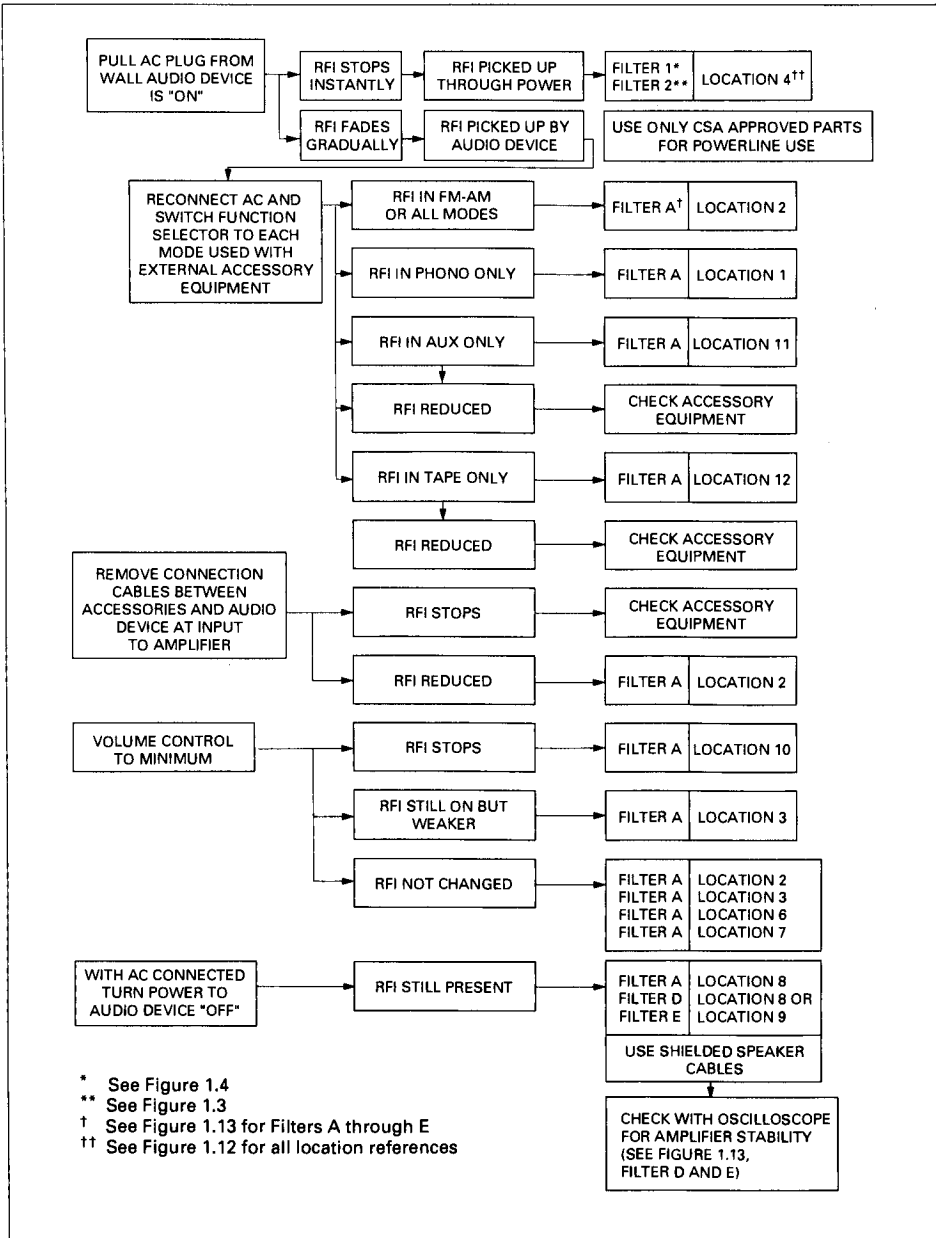 PULL AC PLUG FROM
WALL AUDIO DEVICE
IS "ON"
RFI STOPS
INSTANTLY
RFI PICKED UP
THROUGH POWER
FILTER 1*
FILTER 2**
LOCATION 4††
RFI FADES
GRADUALLY
RFI PICKED UP BY
AUDIO DEVICE
USE ONLY CSA APPROVED PARTS
FOR POWERLINE USE
RECONNECT AC AND
SWITCH FUNCTION
SELECTOR TO EACH
MODE USED WITH
EXTERNAL ACCESSORY
EQUIPMENT
RFI IN FM-AM
OR ALL MODES
FILTER A†
LOCATION 2
RFI IN PHONO ONLY
FILTER A
LOCATION 1
RFI IN AUX ONLY
FILTER A
LOCATION 11
RFI REDUCED
CHECK ACCESSORY
EQUIPMENT
RFI IN TAPE ONLY
FILTER A
LOCATION 12
RFI REDUCED
CHECK ACCESSORY
EQUIPMENT
REMOVE CONNECTION
CABLES BETWEEN
ACCESSORIES AND AUDIO
DEVICE AT INPUT
TO AMPLIFIER
RFI STOPS
CHECK ACCESSORY
EQUIPMENT
RFI REDUCED
FILTER A
LOCATION 2
VOLUME CONTROL
TO MINIMUM
RFI STOPS
FILTER A
LOCATION 10
RFI STILL ON BUT
WEAKER
FILTER A
LOCATION 3
RFI NOT CHANGED
FILTER A LOCATION 2
FILTER A LOCATION 3
FILTER A LOCATION 6
FILTER A LOCATION 7
WITH AC CONNECTED
TURN POWER TO
AUDIO DEVICE "OFF"
RFI STILL PRESENT
FILTER A LOCATION 8
FILTER D LOCATION 8 OR
FILTER E LOCATION 9
USE SHIELDED SPEAKER
CABLES
CHECK WITH OSCILLOSCOPE
FOR AMPLIFIER STABILITY
(SEE FIGURE 1.13,
FILTER D AND E)
* See Figure 1.4
** See Figure 1.3
† See Figure 1.13 for Filters A through E
†† See Figure 1.12 for all location references